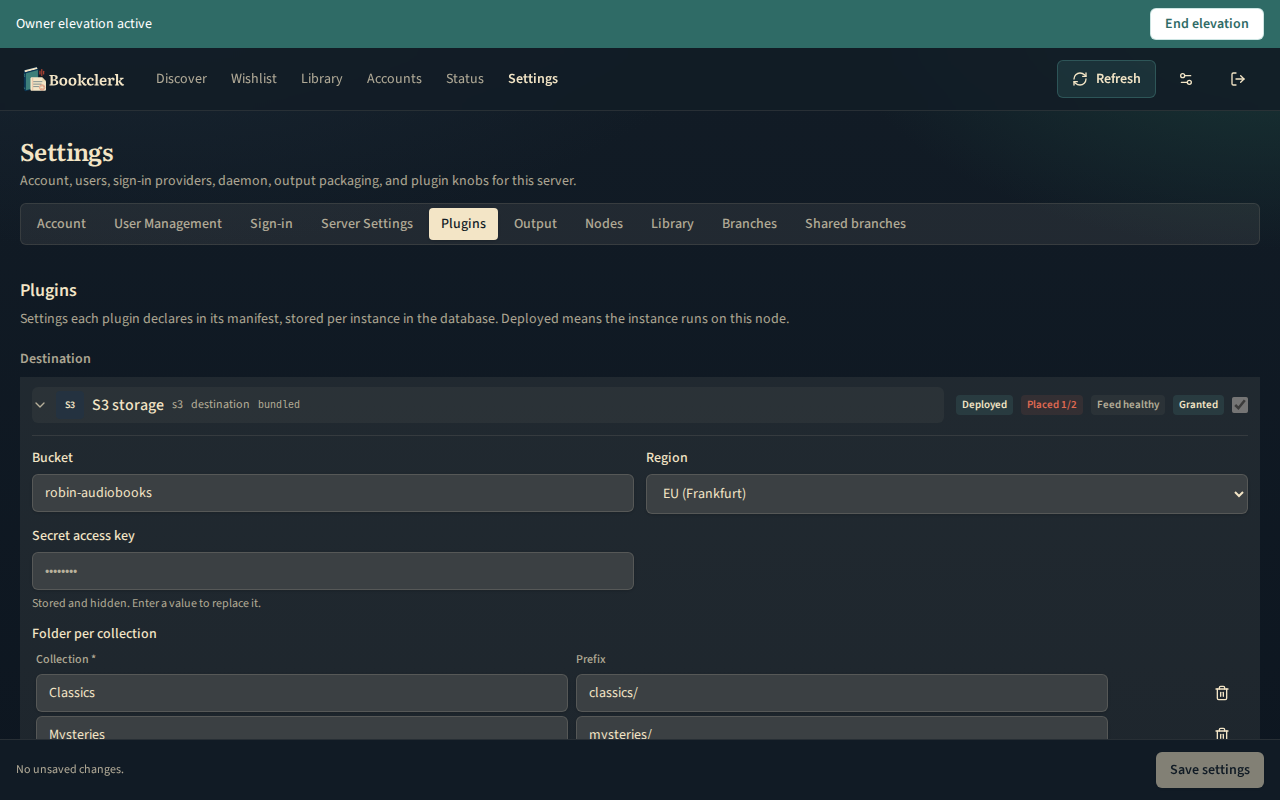 Owner elevation active
End elevation
Bookclerk
Discover
Wishlist
Library
Accounts
Status
Settings
Refresh
Settings
Account, users, sign-in providers, daemon, output packaging, and plugin knobs for this server.
Account
User Management
Sign-in
Server Settings
Plugins
Output
Nodes
Library
Branches
Shared branches
Plugins
Settings each plugin declares in its manifest, stored per instance in the database. Deployed means the instance runs on this node.
Destination
S3
S3 storage
s3
destination
bundled
Deployed
Placed 1/2
Feed healthy
Granted
Bucket
Region
robin-audiobooks
EU (Frankfurt)
Secret access key
••••••••
Stored and hidden. Enter a value to replace it.
Folder per collection
Collection *
Prefix
Classics
classics/
Mysteries
mysteries/
No unsaved changes.
Save settings